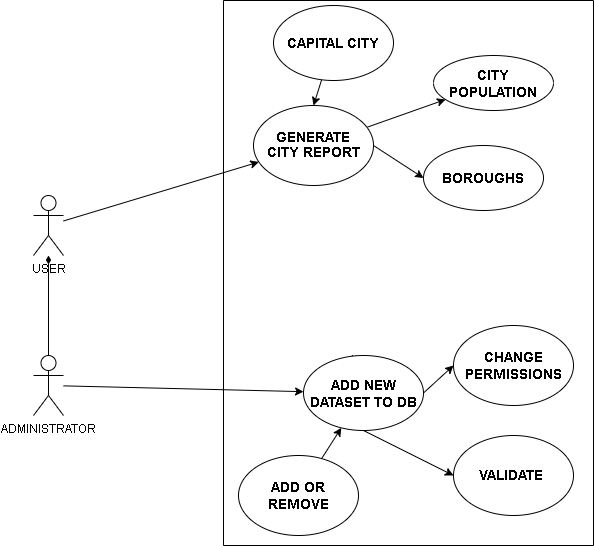 CAPITAL CITY
CITY
POPULATION
GENERATE
CITY REPORT
BOROUGHS
USER
CHANGE
PERMISSIONS
ADD NEW
DATASET TO DB
ADMINISTRATOR
VALIDATE
ADD OR
REMOVE